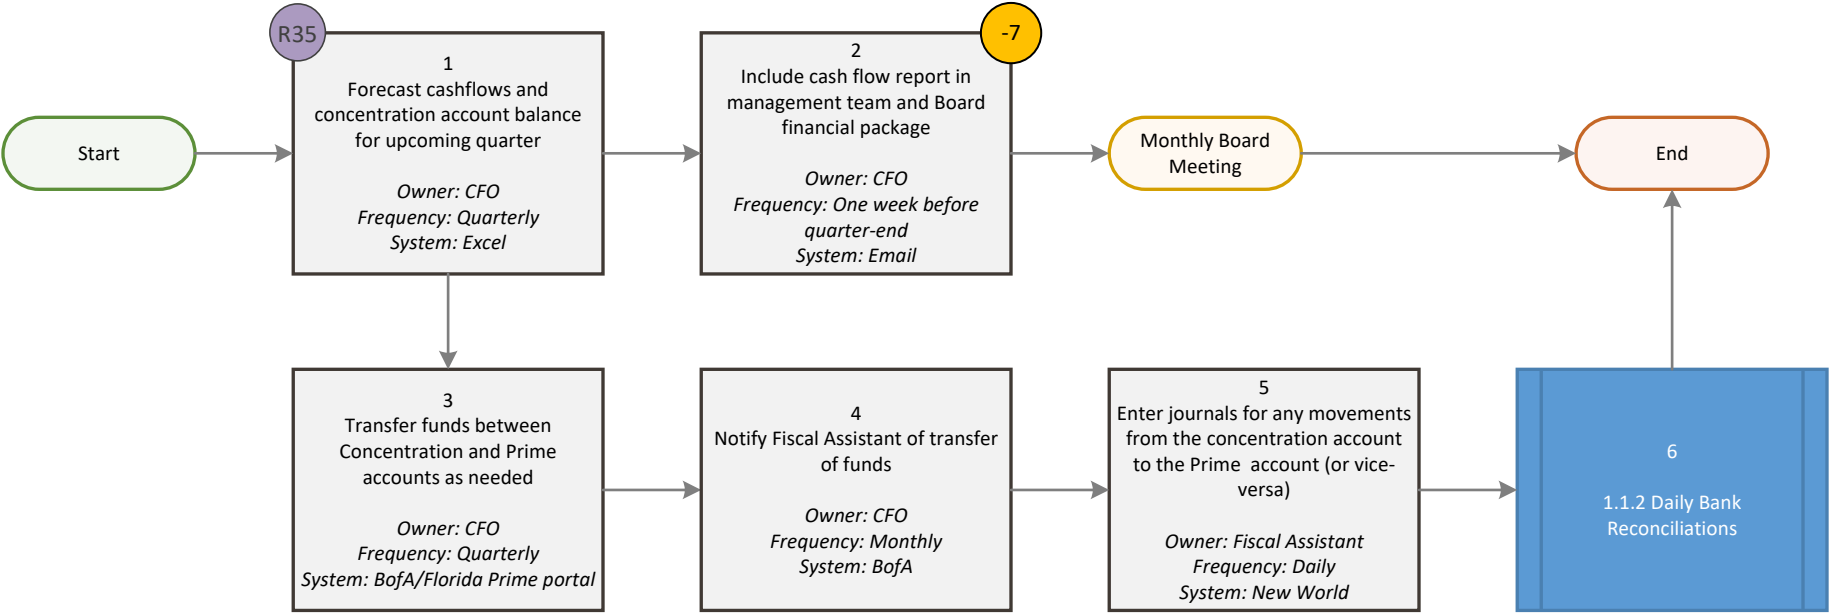 Start
R35
1
Forecast cashflows and
concentration account balance
for upcoming quarter
Owner: CFO
Frequency: Quarterly
System: Excel
-7
2
Include cash flow report in
management team and Board
financial package
Owner: CFO
Frequency: One week before
quarter-end
System: Email
Monthly Board
Meeting
End
3
Transfer funds between
Concentration and Prime
accounts as needed
Owner: CFO
Frequency: Quarterly
System: BofA/Florida Prime portal
4
Notify Fiscal Assistant of transfer
of funds
Owner: CFO
Frequency: Monthly
System: BofA
5
Enter journals for any movements
from the concentration account
to the Prime  account (or vice-
versa)
Owner: Fiscal Assistant
Frequency: Daily
System: New World
6
1.1.2 Daily Bank
Reconciliations